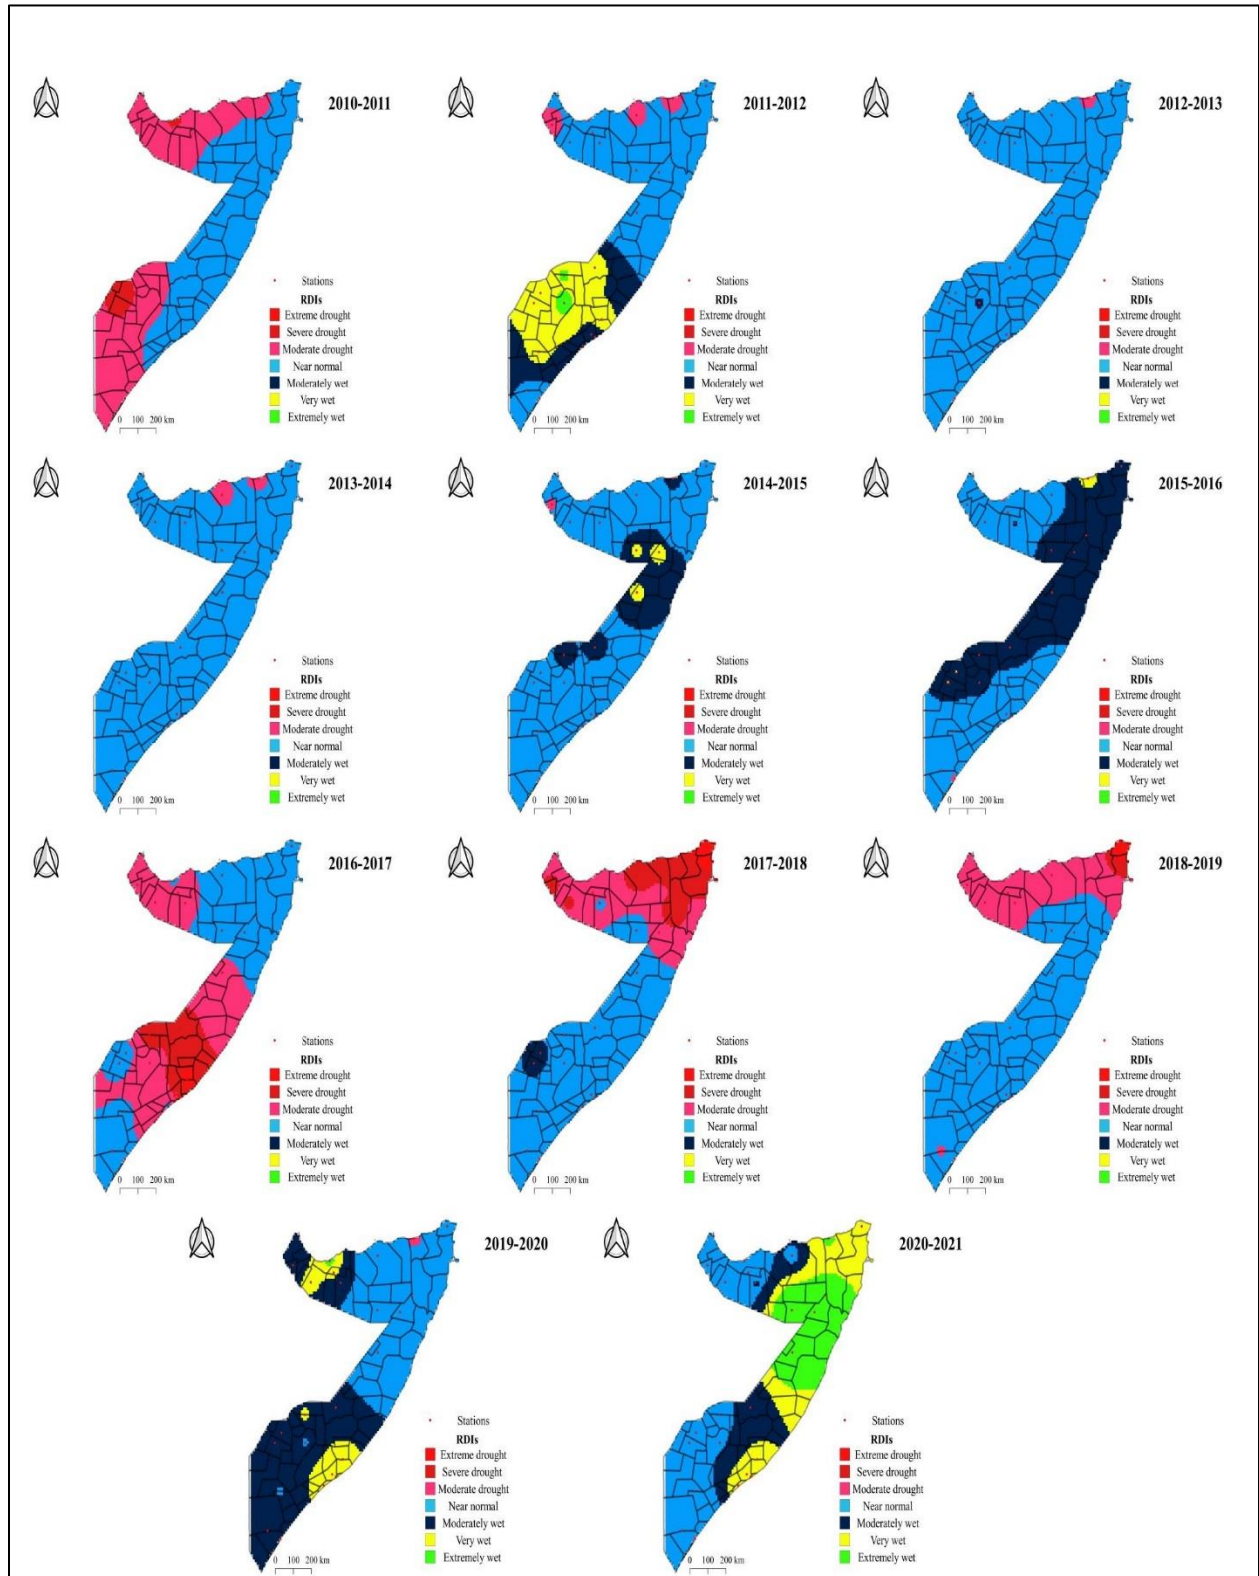 2010-2011
Stations
RDIs
Extreme drought
Severe drought
Moderate drought
Near normal
Moderately wet
Very wet
Extremely wet
0 100 200 km
2011-2012
Stations
RDIs
Extreme drought
Severe drought
Moderate drought
Near normal
Moderately wet
Very wet
Extremely wet
0 100 200 km
2012-2013
Stations
RDIs
Extreme drought
Severe drought
Moderate drought
Near normal
Moderately wet
Very wet
Extremely wet
0 100 200 km
2013-2014
Stations
RDIs
Extreme drought
Severe drought
Moderate drought
Near normal
Moderately wet
Very wet
Extremely wet
0 100 200 km
2014-2015
Stations
RDIs
Extreme drought
Severe drought
Moderate drought
Near normal
Moderately wet
Very wet
Extremely wet
0 100 200 km
2015-2016
Stations
RDIs
Extreme drought
Severe drought
Moderate drought
Near normal
Moderately wet
Very wet
Extremely wet
0 100 200 km
2016-2017
Stations
RDIs
Extreme drought
Severe drought
Moderate drought
Near normal
Moderately wet
Very wet
Extremely wet
0 100 200 km
2017-2018
Stations
RDIs
Extreme drought
Severe drought
Moderate drought
Near normal
Moderately wet
Very wet
Extremely wet
0 100 200 km
2018-2019
Stations
RDIs
Extreme drought
Severe drought
Moderate drought
Near normal
Moderately wet
Very wet
Extremely wet
0 100 200 km
2019-2020
Stations
RDIs
Extreme drought
Severe drought
Moderate drought
Near normal
Moderately wet
Very wet
Extremely wet
0 100 200 km
2020-2021
Stations
RDIs
Extreme drought
Severe drought
Moderate drought
Near normal
Moderately wet
Very wet
Extremely wet
0 100 200 km